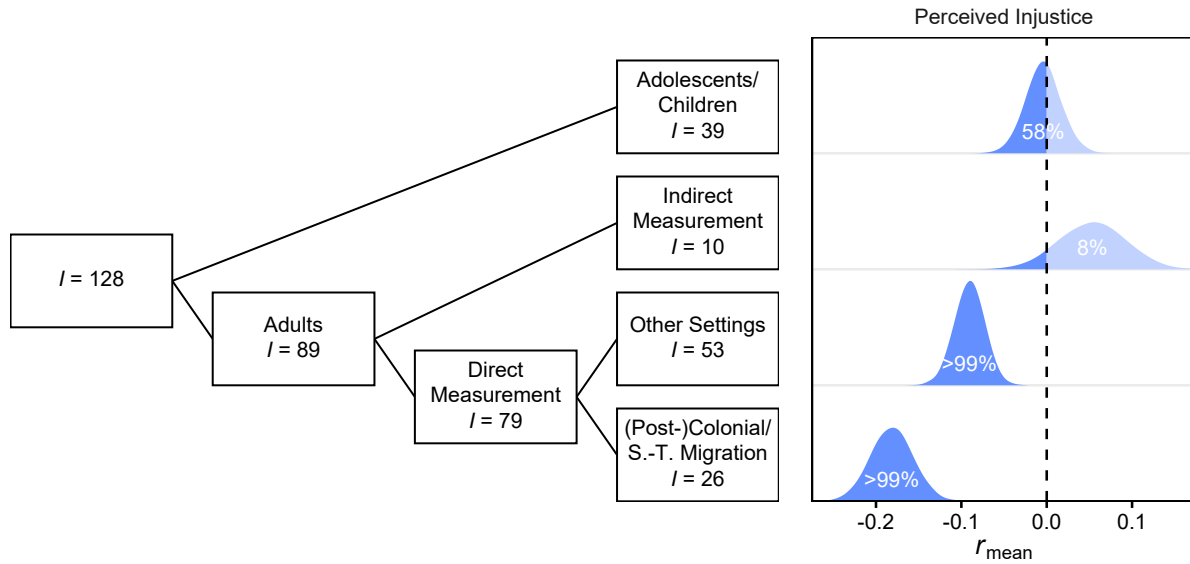 Perceived Injustice
Adolescents/
Children
I = 39
58%
Indirect
Measurement
I = 10
8%
I = 128
Adults
I = 89
Other Settings
I = 53
>99%
Direct
Measurement
I = 79
(Post-)Colonial/
S.-T. Migration
I = 26
>99%
-0.2 -0.1 0.0 0.1
r mean